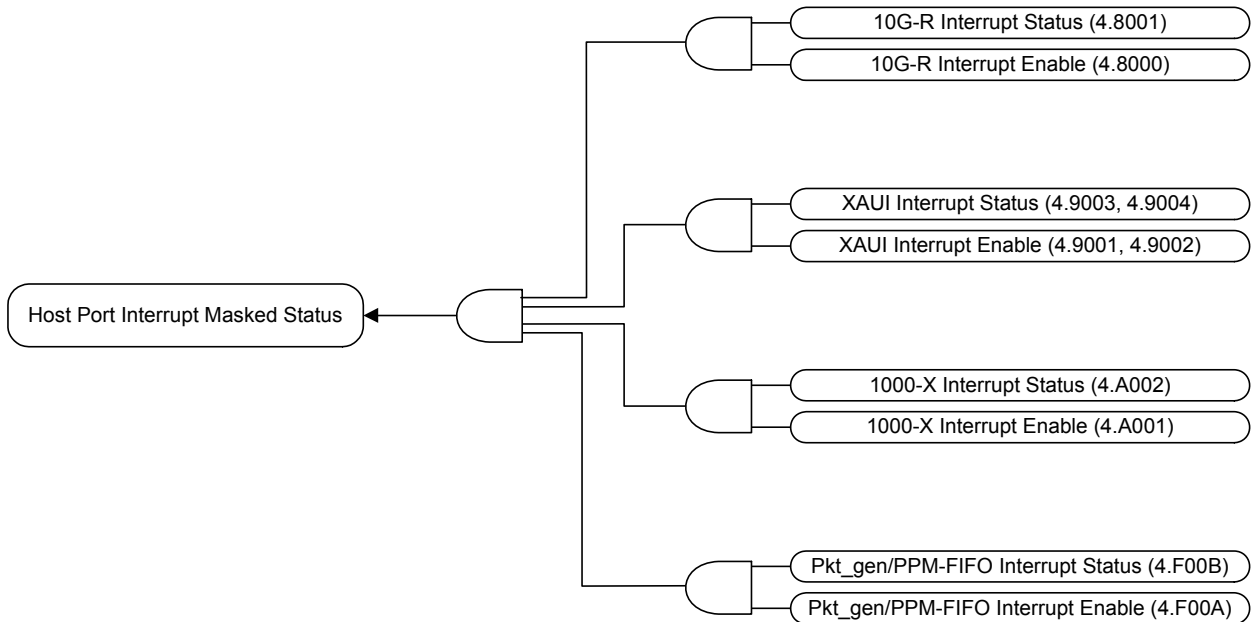 10G-R Interrupt Status (4.8001)
10G-R Interrupt Enable (4.8000)
XAUI Interrupt Status (4.9003, 4.9004)
XAUI Interrupt Enable (4.9001, 4.9002)
Host Port Interrupt Masked Status
1000-X Interrupt Status (4.A002)
1000-X Interrupt Enable (4.A001)
Pkt_gen/PPM-FIFO Interrupt Status (4.F00B)
Pkt_gen/PPM-FIFO Interrupt Enable (4.F00A)